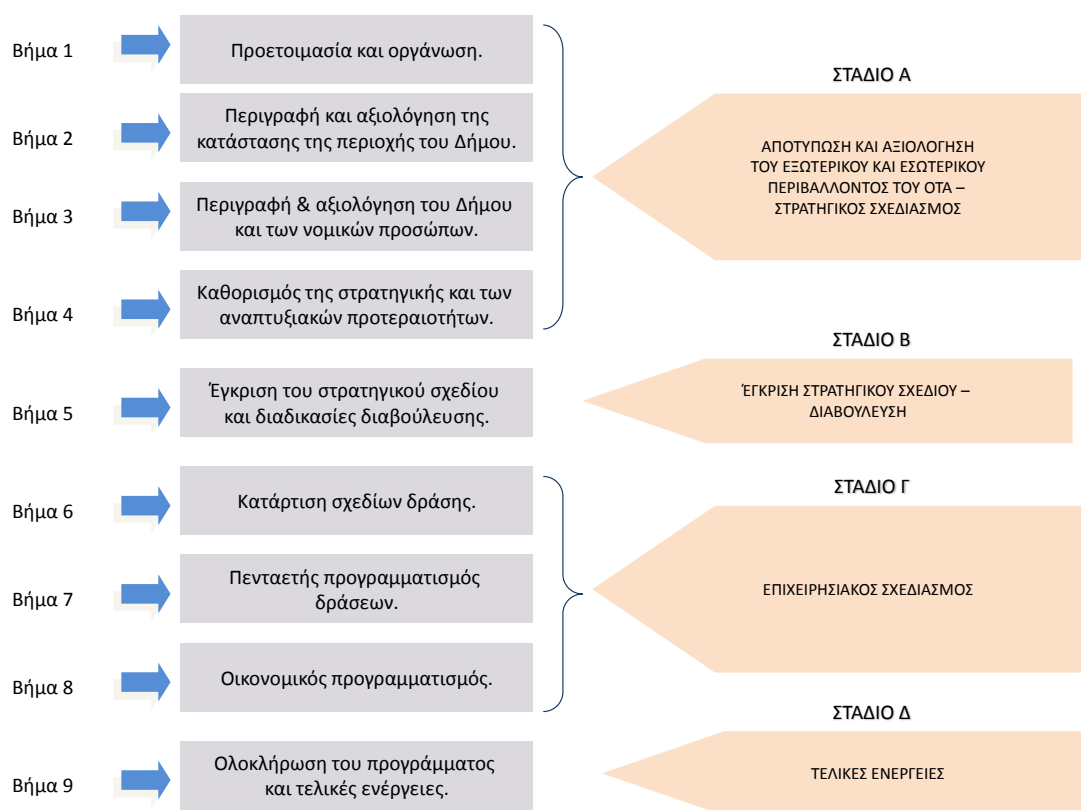 Βήμα 1
Προετοιμασία και οργάνωση.
Βήμα 2
Περιγραφή και αξιολόγηση της
κατάστασης της περιοχής του Δήμου.
Βήμα 3
Περιγραφή & αξιολόγηση του Δήμου
και των νομικών προσώπων.
Βήμα 4
Καθορισμός της στρατηγικής και των
αναπτυξιακών προτεραιοτήτων.
ΣΤΑΔΙΟ Α
ΑΠΟΤΥΠΩΣΗ ΚΑΙ ΑΞΙΟΛΟΓΗΣΗ
ΤΟΥ ΕΞΩΤΕΡΙΚΟΥ ΚΑΙ ΕΣΩΤΕΡΙΚΟΥ
ΠΕΡΙΒΑΛΛΟΝΤΟΣ ΤΟΥ ΟΤΑ –
ΣΤΡΑΤΗΓΙΚΟΣ ΣΧΕΔΙΑΣΜΟΣ
Βήμα 5
Έγκριση του στρατηγικού σχεδίου
και διαδικασίες διαβούλευσης.
ΣΤΑΔΙΟ Β
ΈΓΚΡΙΣΗ ΣΤΡΑΤΗΓΙΚΟΥ ΣΧΕΔΙΟΥ –
ΔΙΑΒΟΥΛΕΥΣΗ
Βήμα 6
Κατάρτιση σχεδίων δράσης.
Βήμα 7
Πενταετής προγραμματισμός
δράσεων.
Βήμα 8
Οικονομικός προγραμματισμός.
ΣΤΑΔΙΟ Γ
ΕΠΙΧΕΙΡΗΣΙΑΚΟΣ ΣΧΕΔΙΑΣΜΟΣ
Βήμα 9
Ολοκλήρωση του προγράμματος
και τελικές ενέργειες.
ΣΤΑΔΙΟ Δ
ΤΕΛΙΚΕΣ ΕΝΕΡΓΕΙΕΣ